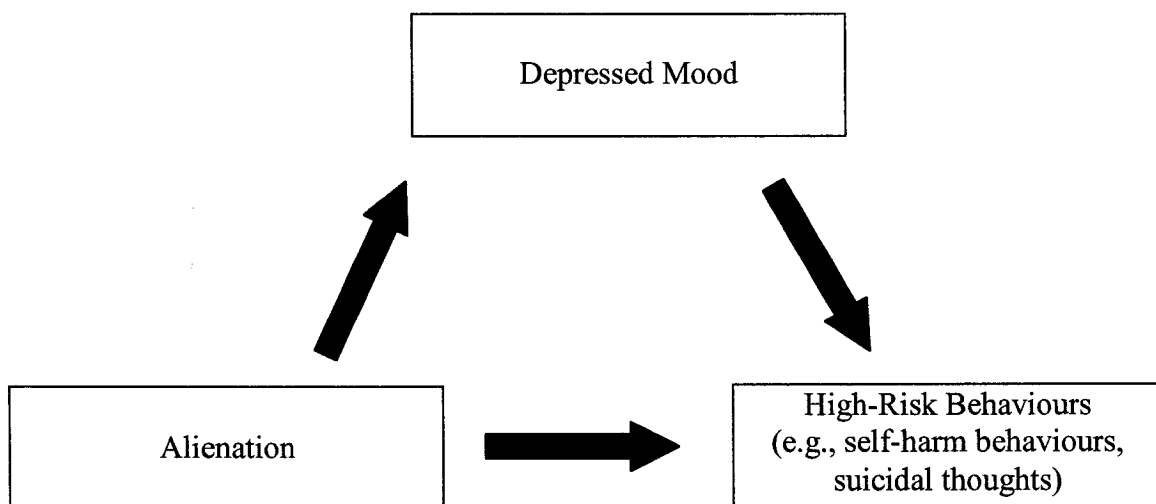 Depressed Mood
Alienation
High-Risk Behaviours
(e.g., self-harm behaviours,
suicidal thoughts)